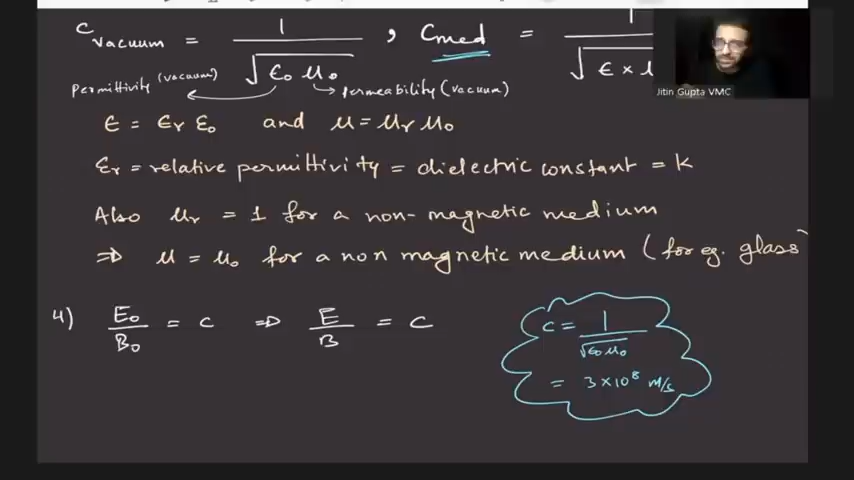 C vacuum = 1 / √ε₀ μ₀ , Cmed = 1 / √ε × μ
Jitin Gupta VMC
Permittivity (vacuum) permeability (vacuum)
ε = εr ε₀ and μ = μr μ₀
εr = relative permittivity = dielectric constant = K
Also μr = 1 for a non-magnetic medium
⇒ μ = μ₀ for a non magnetic medium (for eg. glass
4) E₀ / B₀ = c ⇒ E / B = c
c = 1 / √ε₀ μ₀
= 3×10⁸ m/s